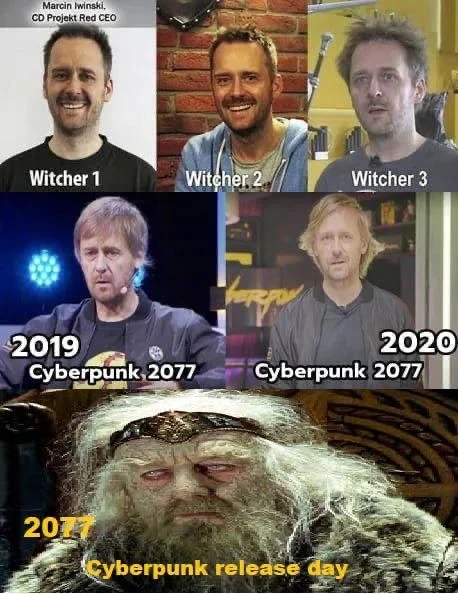 Marcin Iwinski,
CD Projekt Red CEO
Witcher 1
Witcher 2
Witcher 3
2019
Cyberpunk 2077
2020
Cyberpunk 2077
2077
Cyberpunk release day